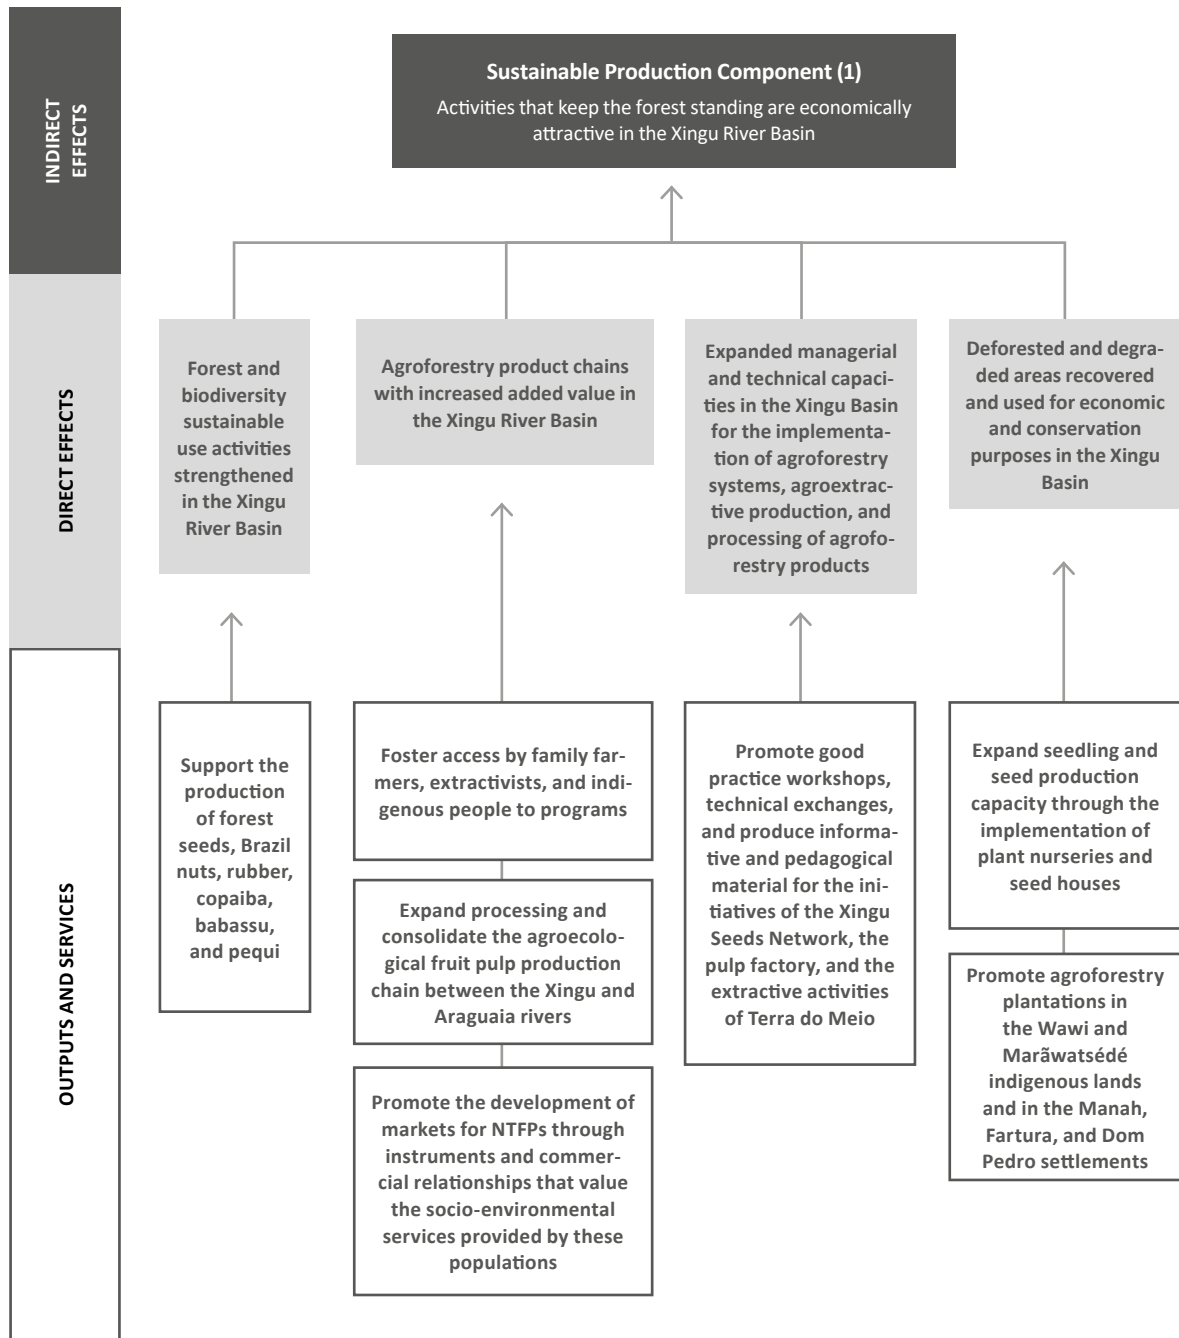 INDIRECT
EFFECTS
Sustainable Production Component (1)
Activities that keep the forest standing are economically
attractive in the Xingu River Basin
DIRECT EFFECTS
Forest and
biodiversity
sustainable
use activities
strengthened
in the Xingu
River Basin
Agroforestry product chains
with increased added value in
the Xingu River Basin
Expanded managerial
and technical capaci-
ties in the Xingu Basin
for the implementa-
tion of agroforestry
systems, agroextrac-
tive production, and
processing of agrofo-
restry products
Deforested and degra-
ded areas recovered
and used for economic
and conservation
purposes in the Xingu
Basin
OUTPUTS AND SERVICES
Support the
production
of forest
seeds, Brazil
nuts, rubber,
copaiba,
babassu,
and pequi
Foster access by family far-
mers, extractivists, and indi-
genous people to programs
Expand processing and
consolidate the agroecolo-
gical fruit pulp production
chain between the Xingu and
Araguaia rivers
Promote the development of
markets for NTFPs through
instruments and commer-
cial relationships that value
the socio-environmental
services provided by these
populations
Promote good
practice workshops,
technical exchanges,
and produce informa-
tive and pedagogical
material for the ini-
tiatives of the Xingu
Seeds Network, the
pulp factory, and the
extractive activities
of Terra do Meio
Expand seedling and
seed production
capacity through the
implementation of
plant nurseries and
seed houses
Promote agroforestry
plantations in
the Wawi and
Marãwatsédé
indigenous lands
and in the Manah,
Fartura, and Dom
Pedro settlements